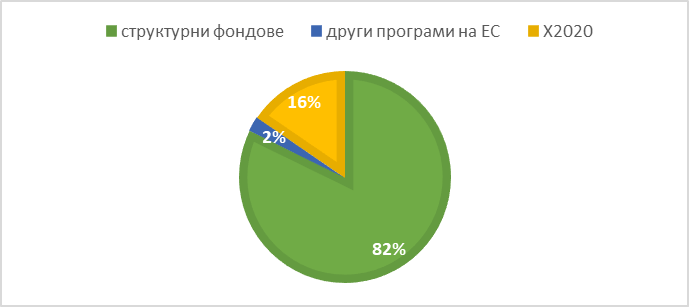 структурни фондове други програми на ЕС Х2020
16%
2%
82%